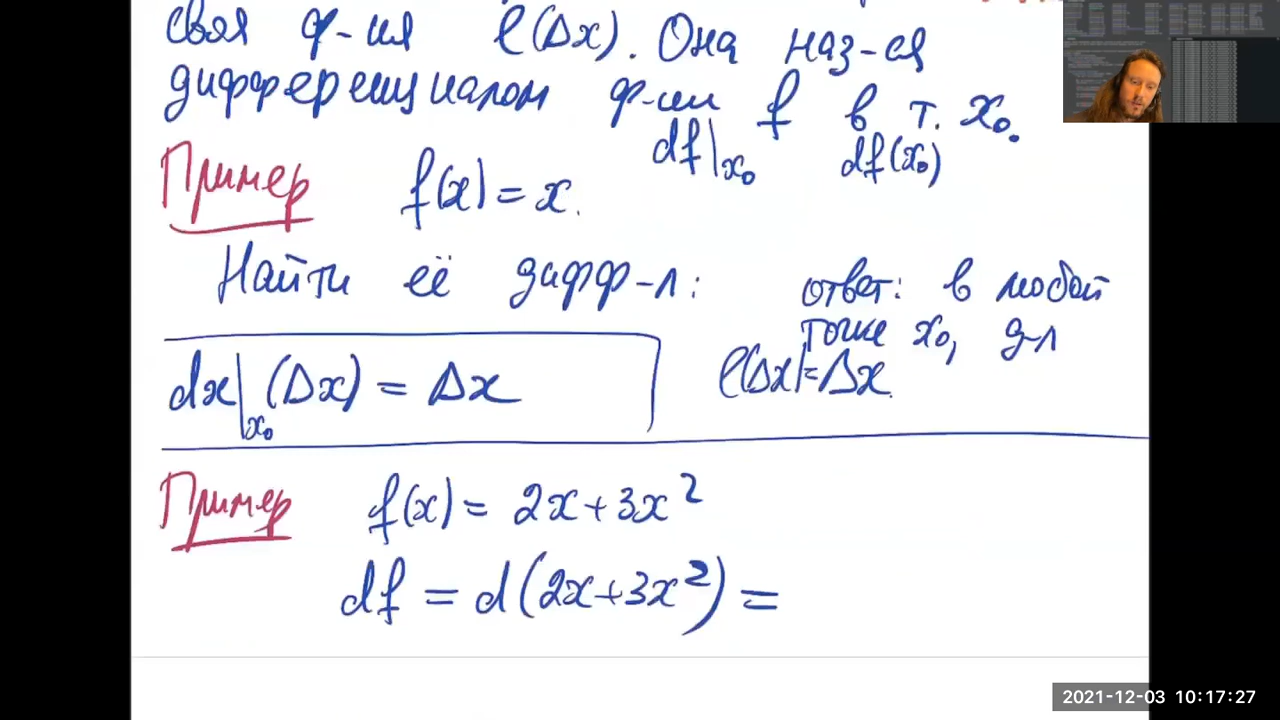 своя ф-ия l(Δx). Она наз-ся
дифференциалом ф-ии f в т. x₀.
df|ₓ₀ df(x₀)
Пример f(x) = x.
Найти её дифф-л:
ответ: в любой
точке x₀, д-л
l(Δx)=Δx.
dx|ₓ₀ (Δx) = Δx
Пример f(x) = 2x+3x²
df = d(2x+3x²) =
2021-12-03 10:17:27